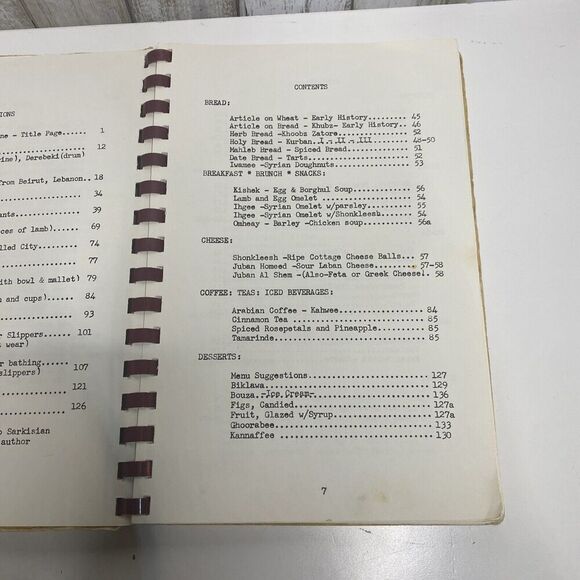 IONS
ne - Title Page...... 1
............ 12
ine), Derebeki(drum)
from Beirut, Lebanon. 18
................ 34
ants............ 39
ces of lamb).... 69
lled City....... 74
................ 77
ith bowl & mallet) 79
n and cups)..... 84
................ 93
r Slippers...... 101
t wear)
r bathing...... 107
slippers)
................ 121
................ 126
o Sarkisian
author
CONTENTS
BREAD:
Article on Wheat - Early History......... 45
Article on Bread - Khubz- Early History.. 46
Herb Bread -Khoobz Zatore................ 52
Holy Bread - Kurban. I - II - III........ 48-50
Mahleb Bread - Spiced Bread.............. 51
Date Bread - Tarts....................... 52
Iwamee -Syrian Doughnuts................. 53
BREAKFAST * BRUNCH * SNACKS:
Kishek - Egg & Borghul Soup.............. 56
Lamb and Egg Omelet ..................... 54
Ihgee -Syrian Omelet w/parsley........... 55
Ihgee -Syrian Omelet w/Shonkleesh........ 54
Omheay - Barley -Chicken soup............ 56a
CHEESE:
Shonkleesh -Ripe Cottage Cheese Balls... 57
Juban Homeed -Sour Laban Cheese......... 57-58
Juban Al Shem -(Also-Feta or Greek Cheese). 58
COFFEE: TEAS: ICED BEVERAGES:
Arabian Coffee - Kahwee................. 84
Cinnamon Tea ........................... 85
Spiced Rosepetals and Pineapple......... 85
Tamarinde............................... 85
DESSERTS:
Menu Suggestions........................ 127
Biklawa................................. 129
Bouza -Ice Cream-....................... 136
Figs, Candied........................... 127a
Fruit, Glazed w/Syrup................... 127a
Ghoorabee............................... 133
Kannaffee .............................. 130
7